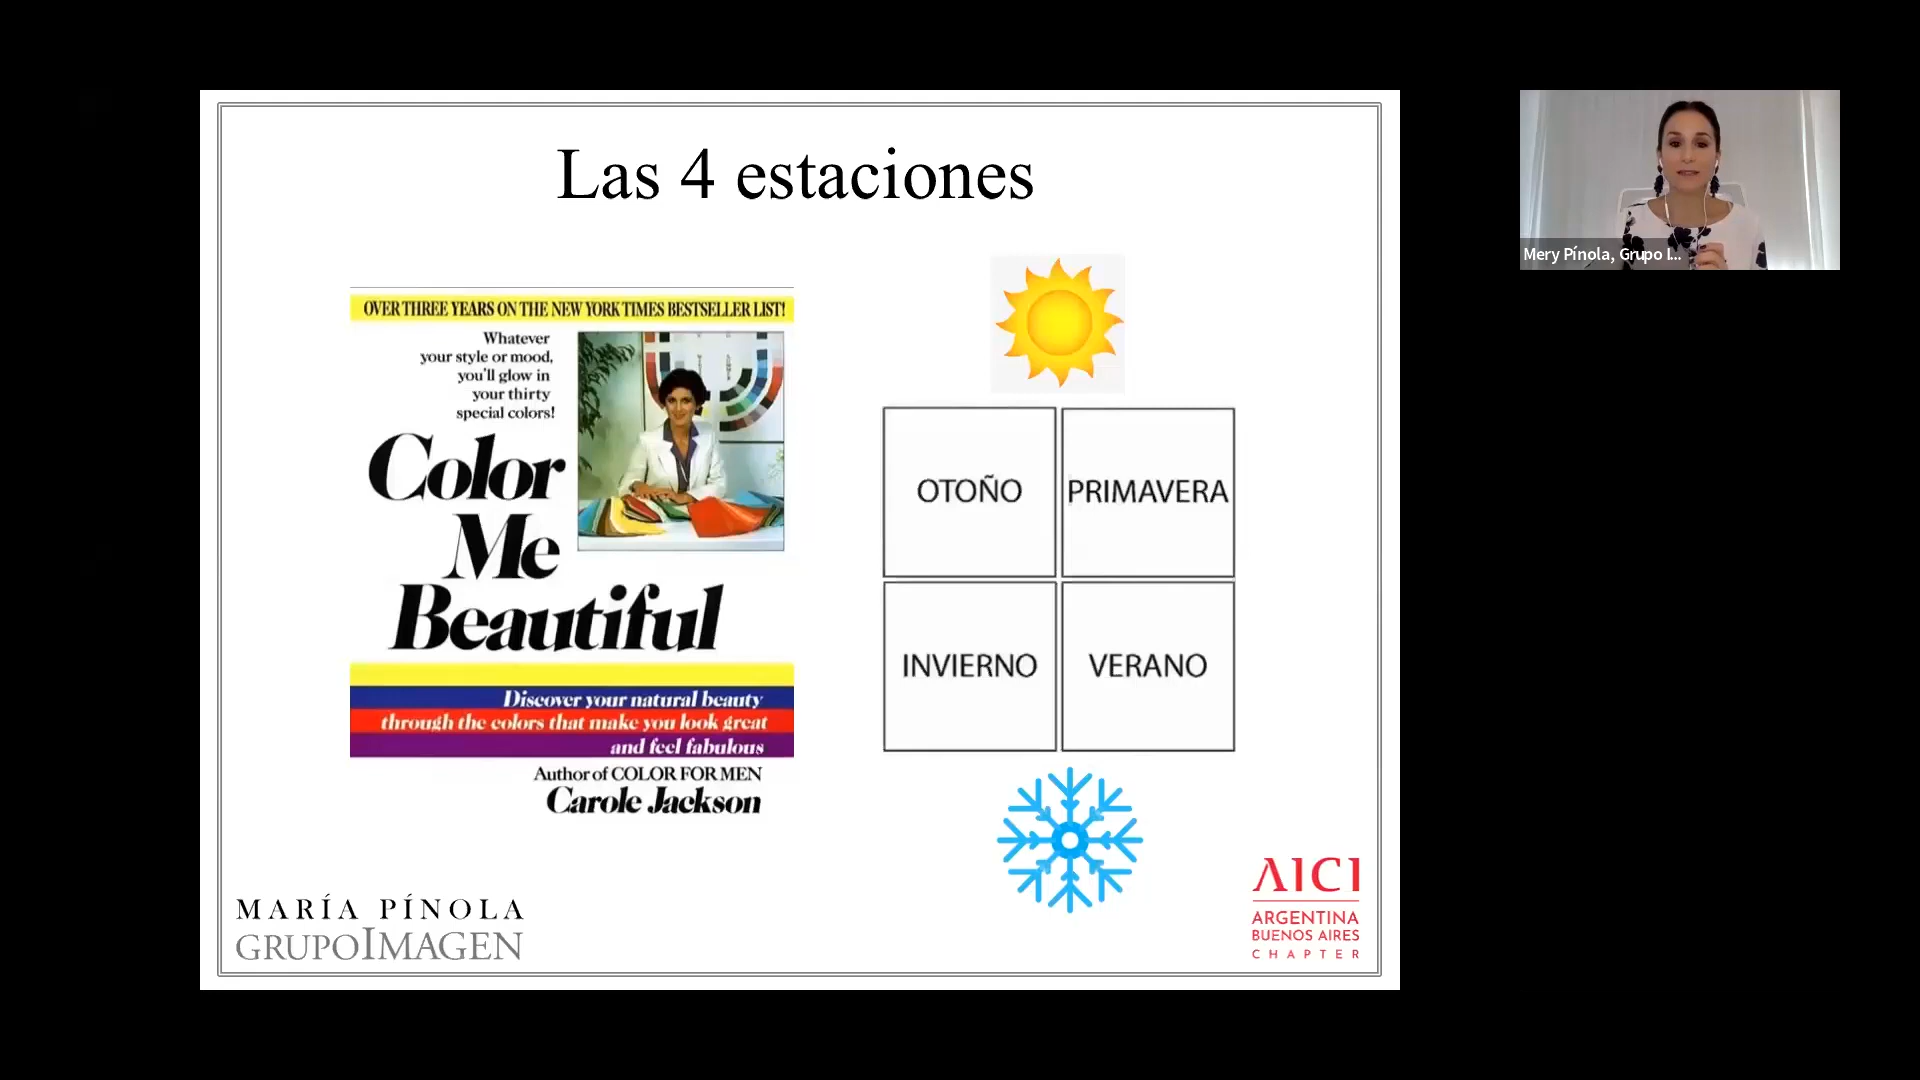 Las 4 estaciones
OVER THREE YEARS ON THE NEW YORK TIMES BESTSELLER LIST!
Whatever
your style or mood,
you'll glow in
your thirty
special colors!
Color
Me
Beautiful
Discover your natural beauty
through the colors that make you look great
and feel fabulous
Author of COLOR FOR MEN
Carole Jackson
OTOÑO
PRIMAVERA
INVIERNO
VERANO
MARÍA PÍNOLA
GRUPOIMAGEN
AICI
ARGENTINA
BUENOS AIRES
CHAPTER
Mery Pínola, Grupo I...